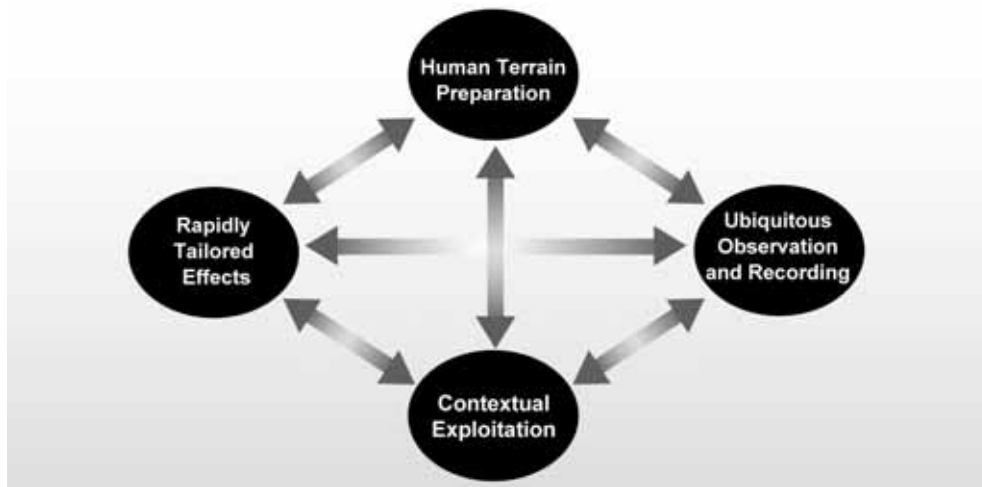 Human Terrain
Preparation
Rapidly
Tailored
Effects
Ubiquitous
Observation
and Recording
Contextual
Exploitation